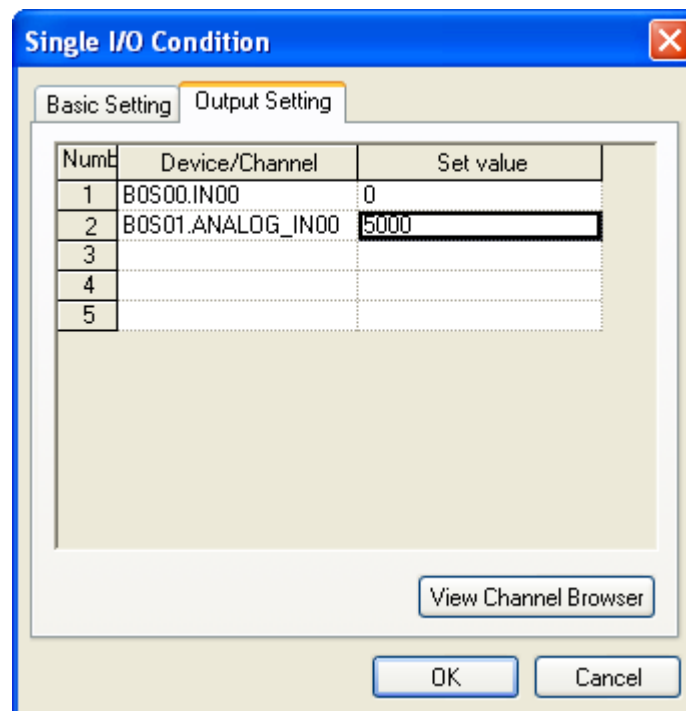 Single I/O Condition
Basic Setting Output Setting
Numb Device/Channel Set value
1 B0S00.IN00 0
2 B0S01.ANALOG_IN00 5000
3
4
5
View Channel Browser
OK Cancel